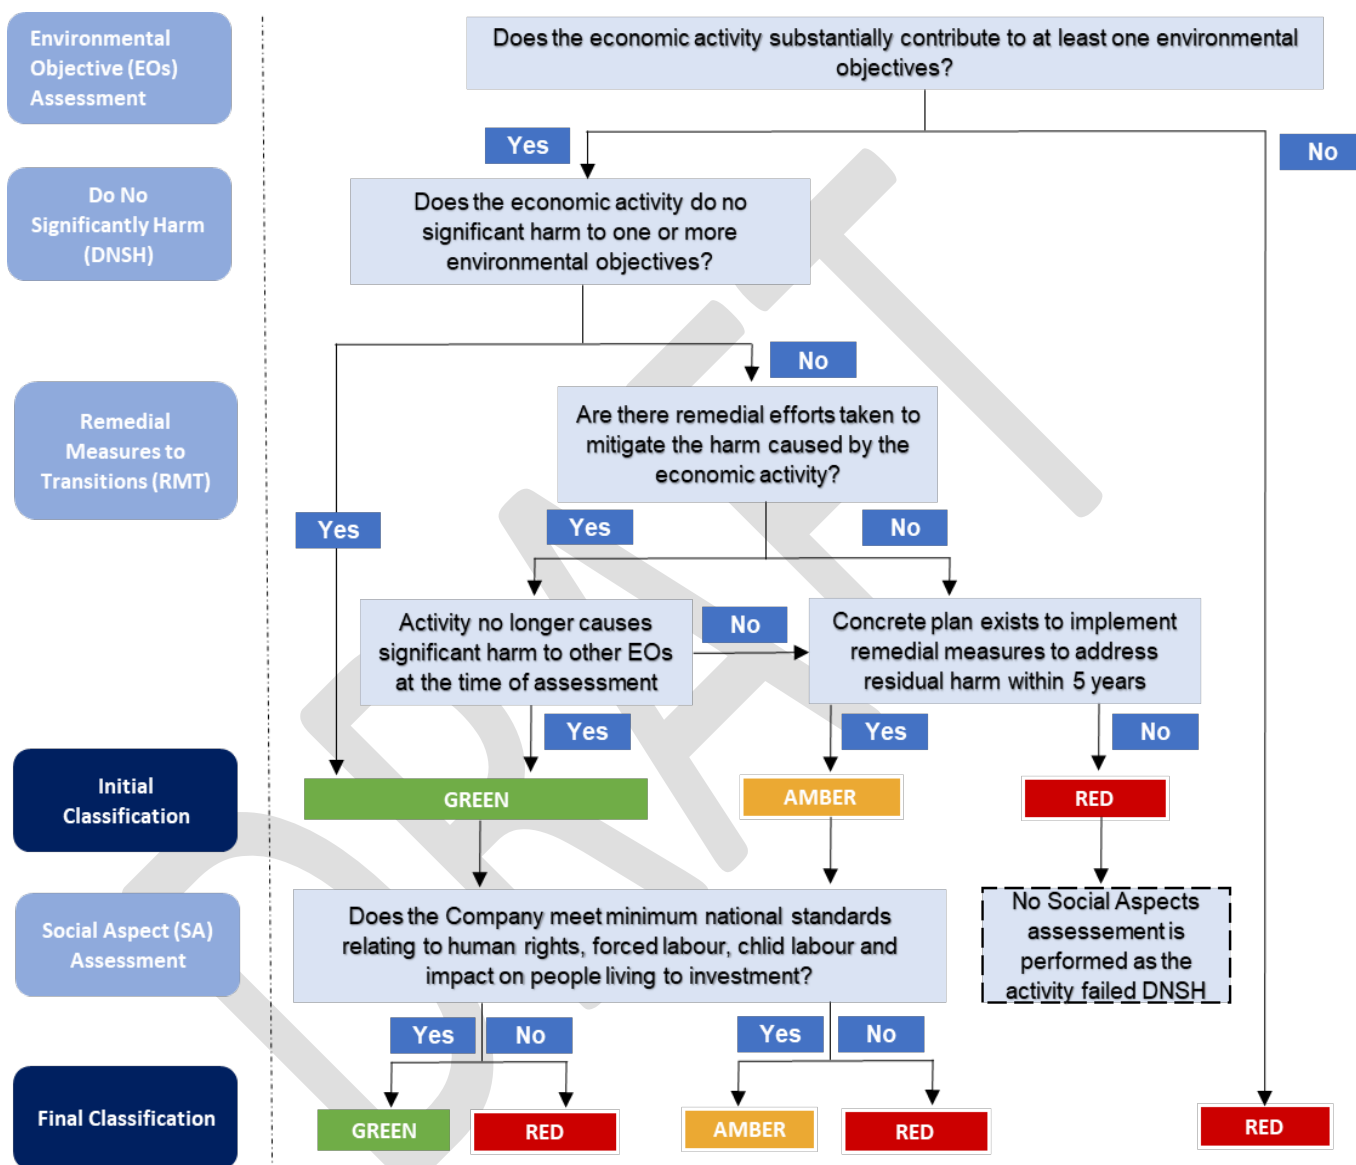 Environmental
Objective (EOs)
Assessment
Does the economic activity substantially contribute to at least one environmental
objectives?
Yes
No
Do No
Significantly Harm
(DNSH)
Does the economic activity do no
significant harm to one or more
environmental objectives?
No
Remedial
Measures to
Transitions (RMT)
Are there remedial efforts taken to
mitigate the harm caused by the
economic activity?
Yes
Yes
No
Activity no longer causes
significant harm to other EOs
at the time of assessment
No
Concrete plan exists to implement
remedial measures to address
residual harm within 5 years
Yes
Yes
No
Initial
Classification
GREEN
AMBER
RED
Social Aspect (SA)
Assessment
Does the Company meet minimum national standards
relating to human rights, forced labour, chlid labour and
impact on people living to investment?
No Social Aspects
assessement is
performed as the
activity failed DNSH
Yes
No
Yes
No
Final Classification
GREEN
RED
AMBER
RED
RED
DRAFT